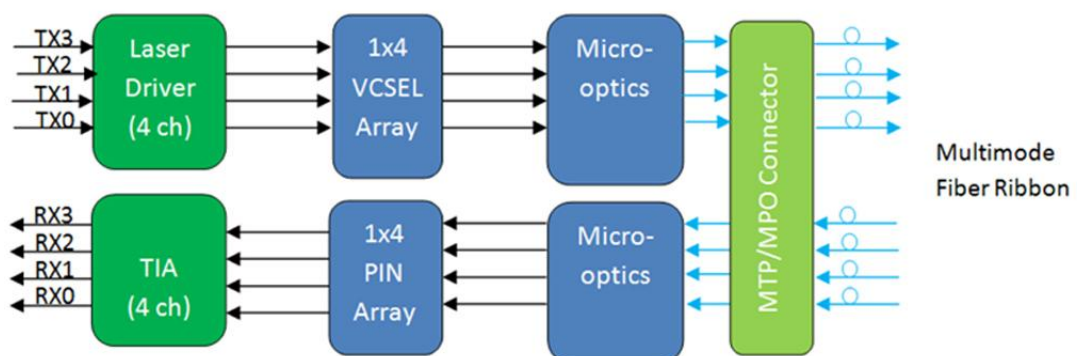 TX3
TX2
TX1
TX0
Laser
Driver
(4 ch)
1x4
VCSEL
Array
Micro-
optics
MTP/MPO Connector
Multimode
Fiber Ribbon
RX3
RX2
RX1
RX0
TIA
(4 ch)
1x4
PIN
Array
Micro-
optics